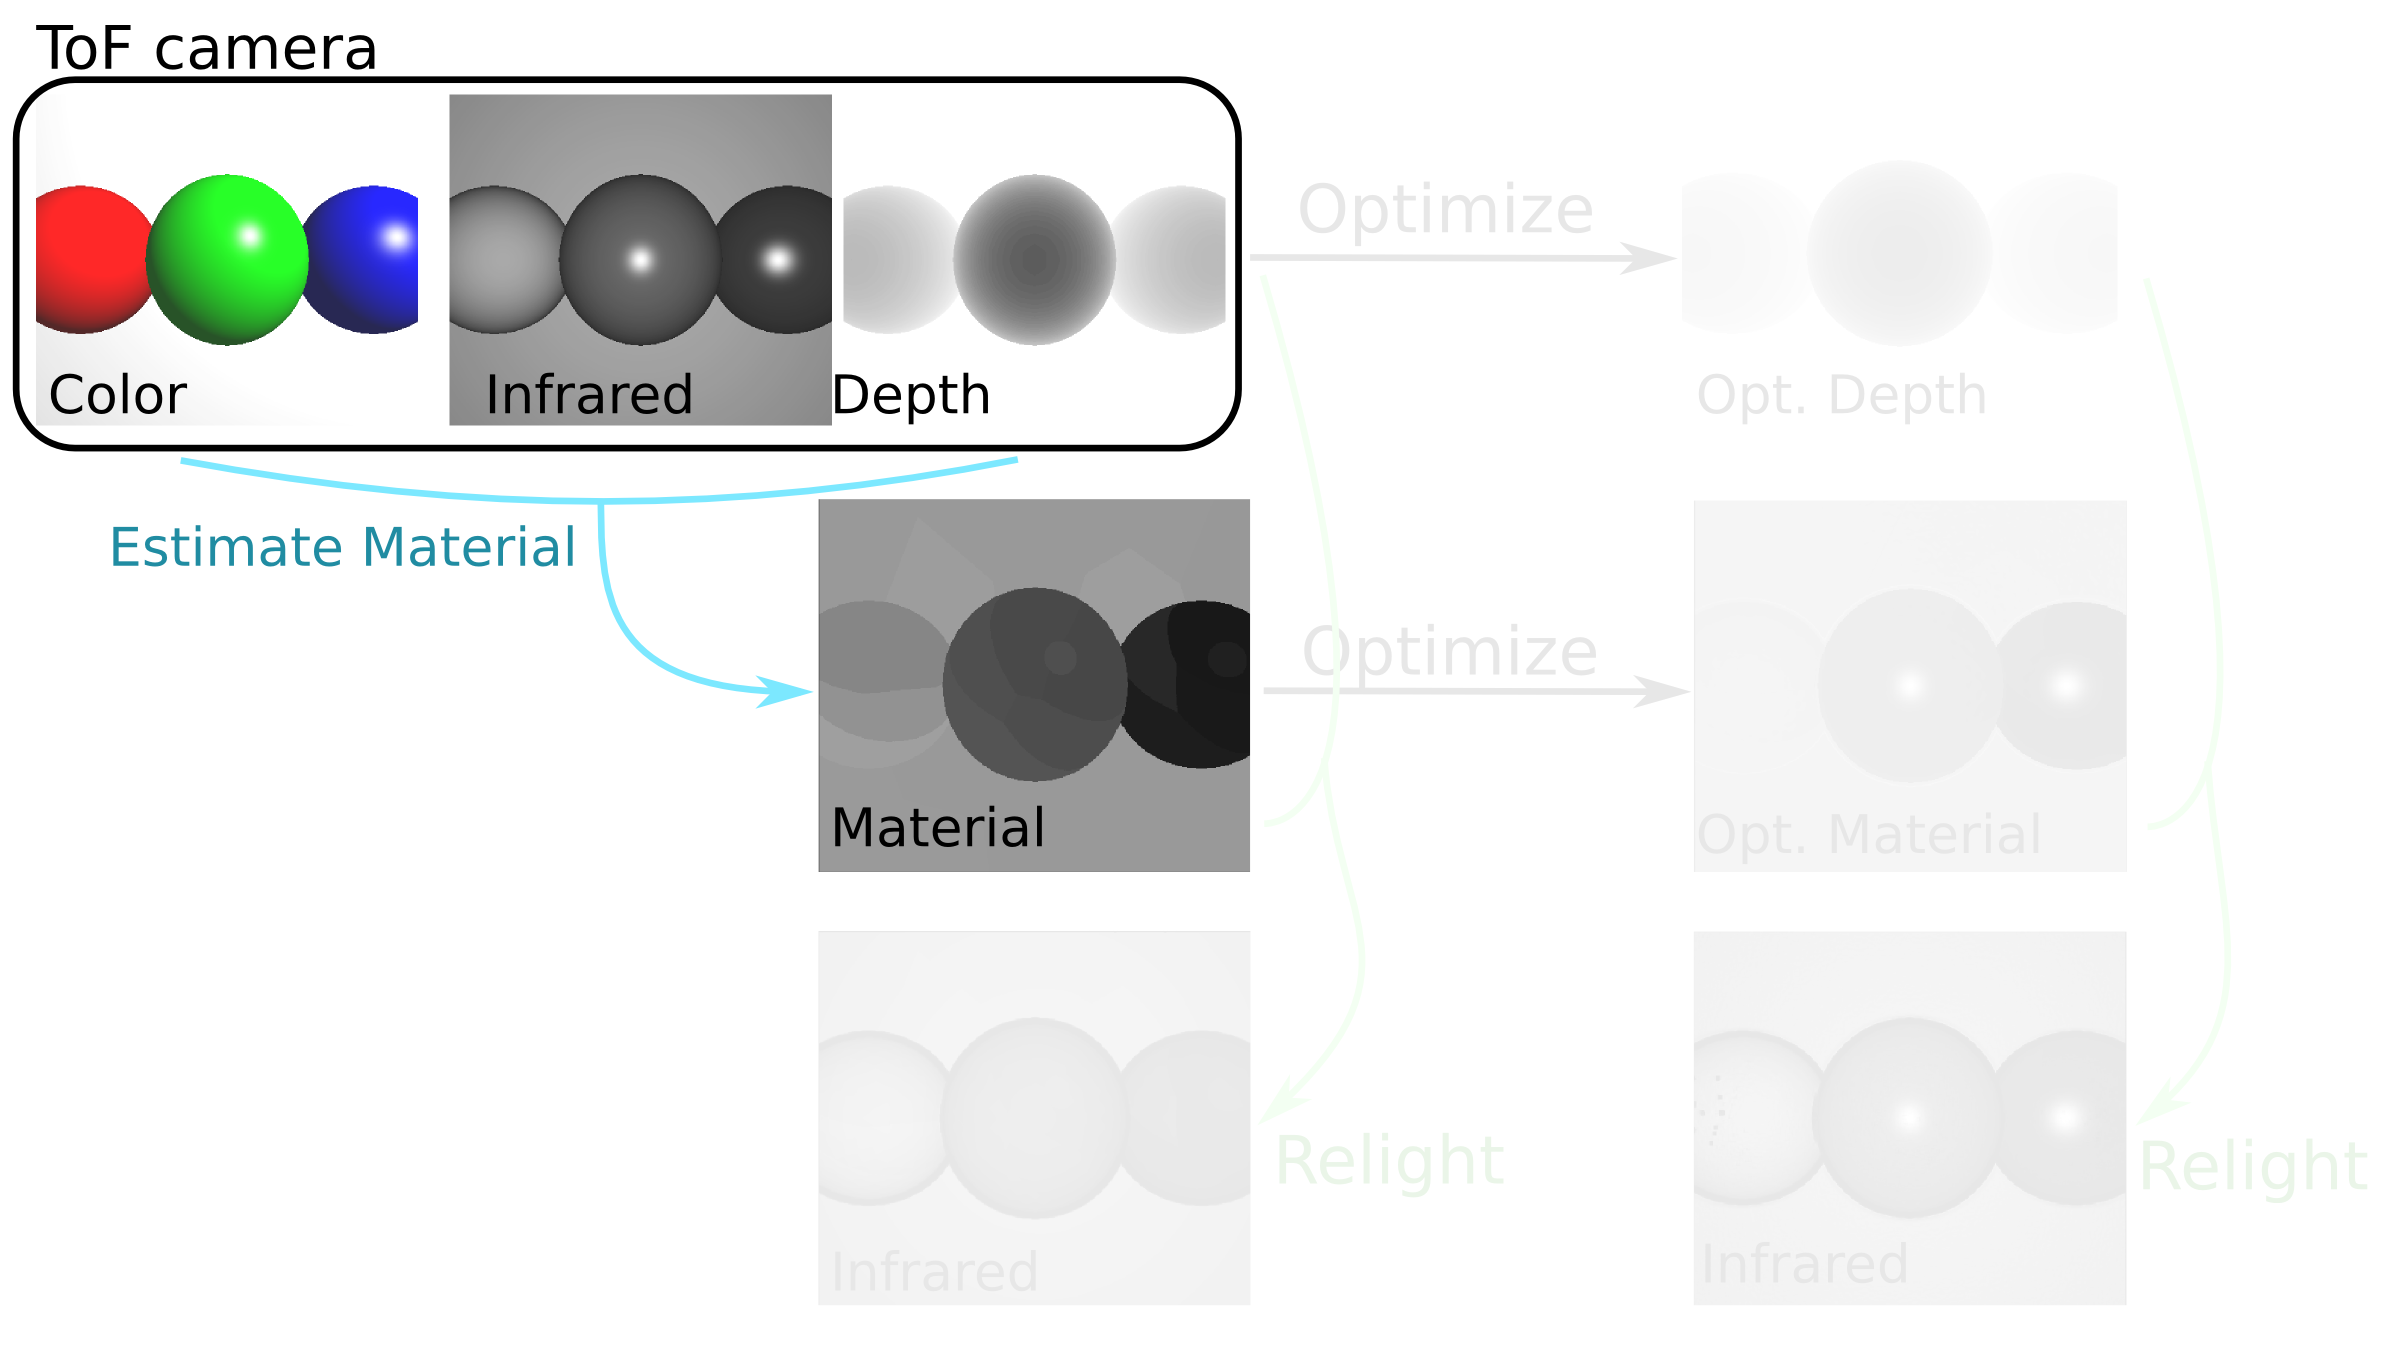 ToF camera
Color
Infrared
Depth
Optimize
Opt. Depth
Estimate Material
Material
Optimize
Opt. Material
Infrared
Relight
Infrared
Relight